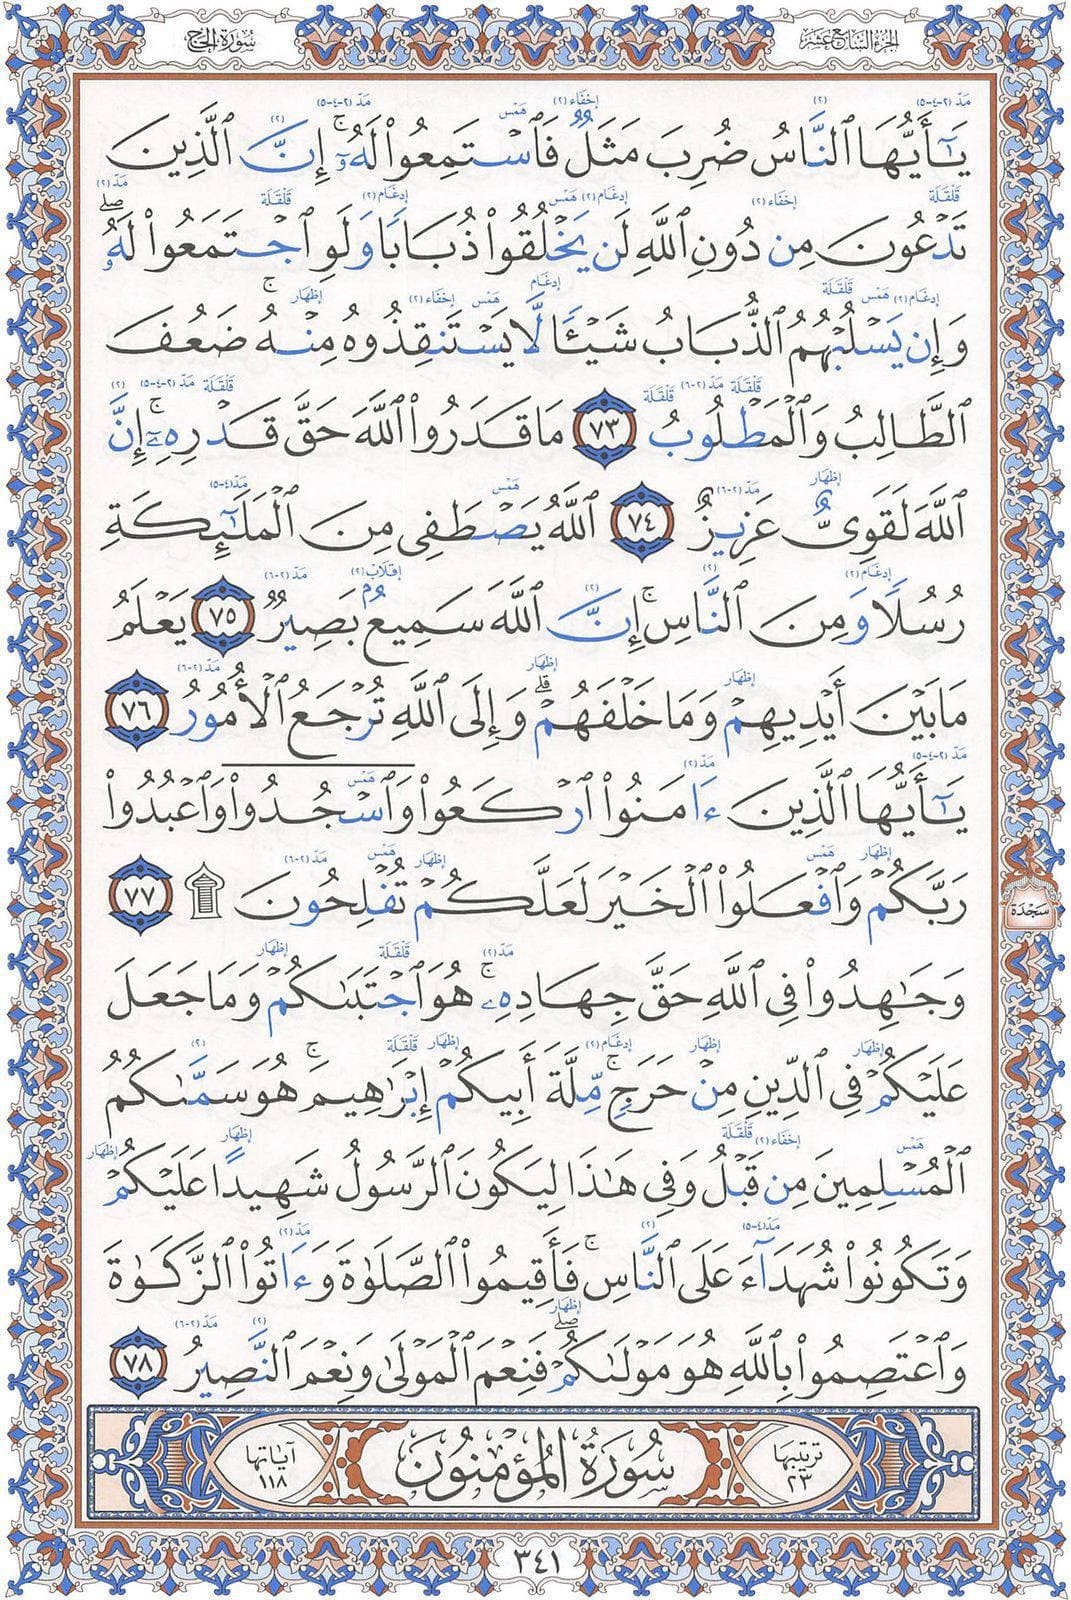 الجزء السابع عشر
سورة الحج
يَٰٓأَيُّهَا ٱلنَّاسُ ضُرِبَ مَثَلٌ فَٱسْتَمِعُوا۟ لَهُۥٓ ۚ إِنَّ ٱلَّذِينَ
تَدْعُونَ مِن دُونِ ٱللَّهِ لَن يَخْلُقُوا۟ ذُبَابًا وَلَوِ ٱجْتَمَعُوا۟ لَهُۥ ۖ
وَإِن يَسْلُبْهُمُ ٱلذُّبَابُ شَيْـًٔا لَّا يَسْتَنقِذُوهُ مِنْهُ ۚ ضَعُفَ
ٱلطَّالِبُ وَٱلْمَطْلُوبُ ٧٣ مَا قَدَرُوا۟ ٱللَّهَ حَقَّ قَدْرِهِۦٓ ۚ إِنَّ
ٱللَّهَ لَقَوِىٌّ عَزِيزٌ ٧٤ ٱللَّهُ يَصْطَفِى مِنَ ٱلْمَلَٰٓئِكَةِ
رُسُلًا وَمِنَ ٱلنَّاسِ ۚ إِنَّ ٱللَّهَ سَمِيعٌۢ بَصِيرٌ ٧٥ يَعْلَمُ
مَا بَيْنَ أَيْدِيهِمْ وَمَا خَلْفَهُمْ ۗ وَإِلَى ٱللَّهِ تُرْجَعُ ٱلْأُمُورُ ٧٦
يَٰٓأَيُّهَا ٱلَّذِينَ ءَامَنُوا۟ ٱرْكَعُوا۟ وَٱسْجُدُوا۟ وَٱعْبُدُوا۟
رَبَّكُمْ وَٱفْعَلُوا۟ ٱلْخَيْرَ لَعَلَّكُمْ تُفْلِحُونَ ۩ ٧٧
سَجْدَة
وَجَٰهِدُوا۟ فِى ٱللَّهِ حَقَّ جِهَادِهِۦ ۚ هُوَ ٱجْتَبَىٰكُمْ وَمَا جَعَلَ
عَلَيْكُمْ فِى ٱلدِّينِ مِنْ حَرَجٍ ۚ مِّلَّةَ أَبِيكُمْ إِبْرَٰهِيمَ ۚ هُوَ سَمَّىٰكُمُ
ٱلْمُسْلِمِينَ مِن قَبْلُ وَفِى هَٰذَا لِيَكُونَ ٱلرَّسُولُ شَهِيدًا عَلَيْكُمْ
وَتَكُونُوا۟ شُهَدَآءَ عَلَى ٱلنَّاسِ ۚ فَأَقِيمُوا۟ ٱلصَّلَوٰةَ وَءَاتُوا۟ ٱلزَّكَوٰةَ
وَٱعْتَصِمُوا۟ بِٱللَّهِ هُوَ مَوْلَىٰكُمْ ۖ فَنِعْمَ ٱلْمَوْلَىٰ وَنِعْمَ ٱلنَّصِيرُ ٧٨
ترتيبها ٢٣
سُورَةُ المُؤْمِنُونَ
آياتها ١١٨
٣٤١